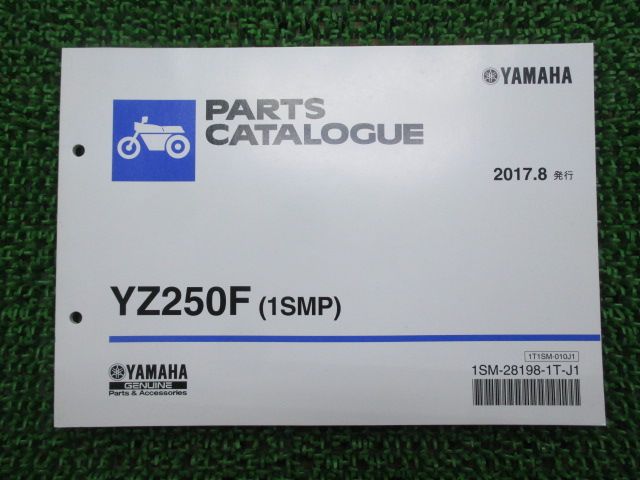 YAMAHA
PARTS
CATALOGUE
2017.8 発行
YZ250F (1SMP)
1T1SM-010J1
YAMAHA
GENUINE
Parts & Accessories
1SM-28198-1T-J1